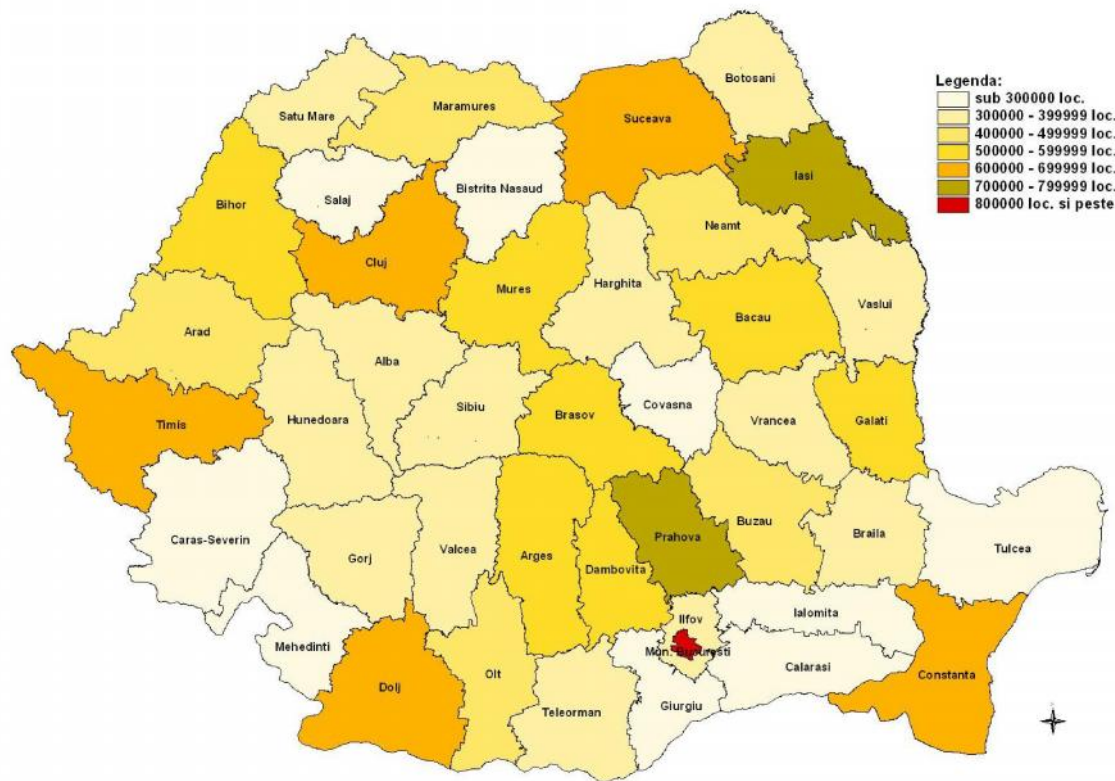 Botosani
Legenda:
sub 300000 loc.
300000 - 399999 loc.
400000 - 499999 loc.
500000 - 599999 loc.
600000 - 699999 loc.
700000 - 799999 loc.
800000 loc. si peste
Satu Mare
Maramures
Suceava
Iasi
Salaj
Bistrita Nasaud
Bihor
Neamt
Cluj
Mures
Harghita
Vaslui
Bacau
Arad
Alba
Sibiu
Covasna
Hunedoara
Brasov
Vrancea
Galati
Timis
Caras-Severin
Gorj
Valcea
Arges
Dambovita
Prahova
Buzau
Braila
Tulcea
Ilfov
Ialomita
Mehedinti
Mun. Bucuresti
Calarasi
Constanta
Dolj
Olt
Teleorman
Giurgiu